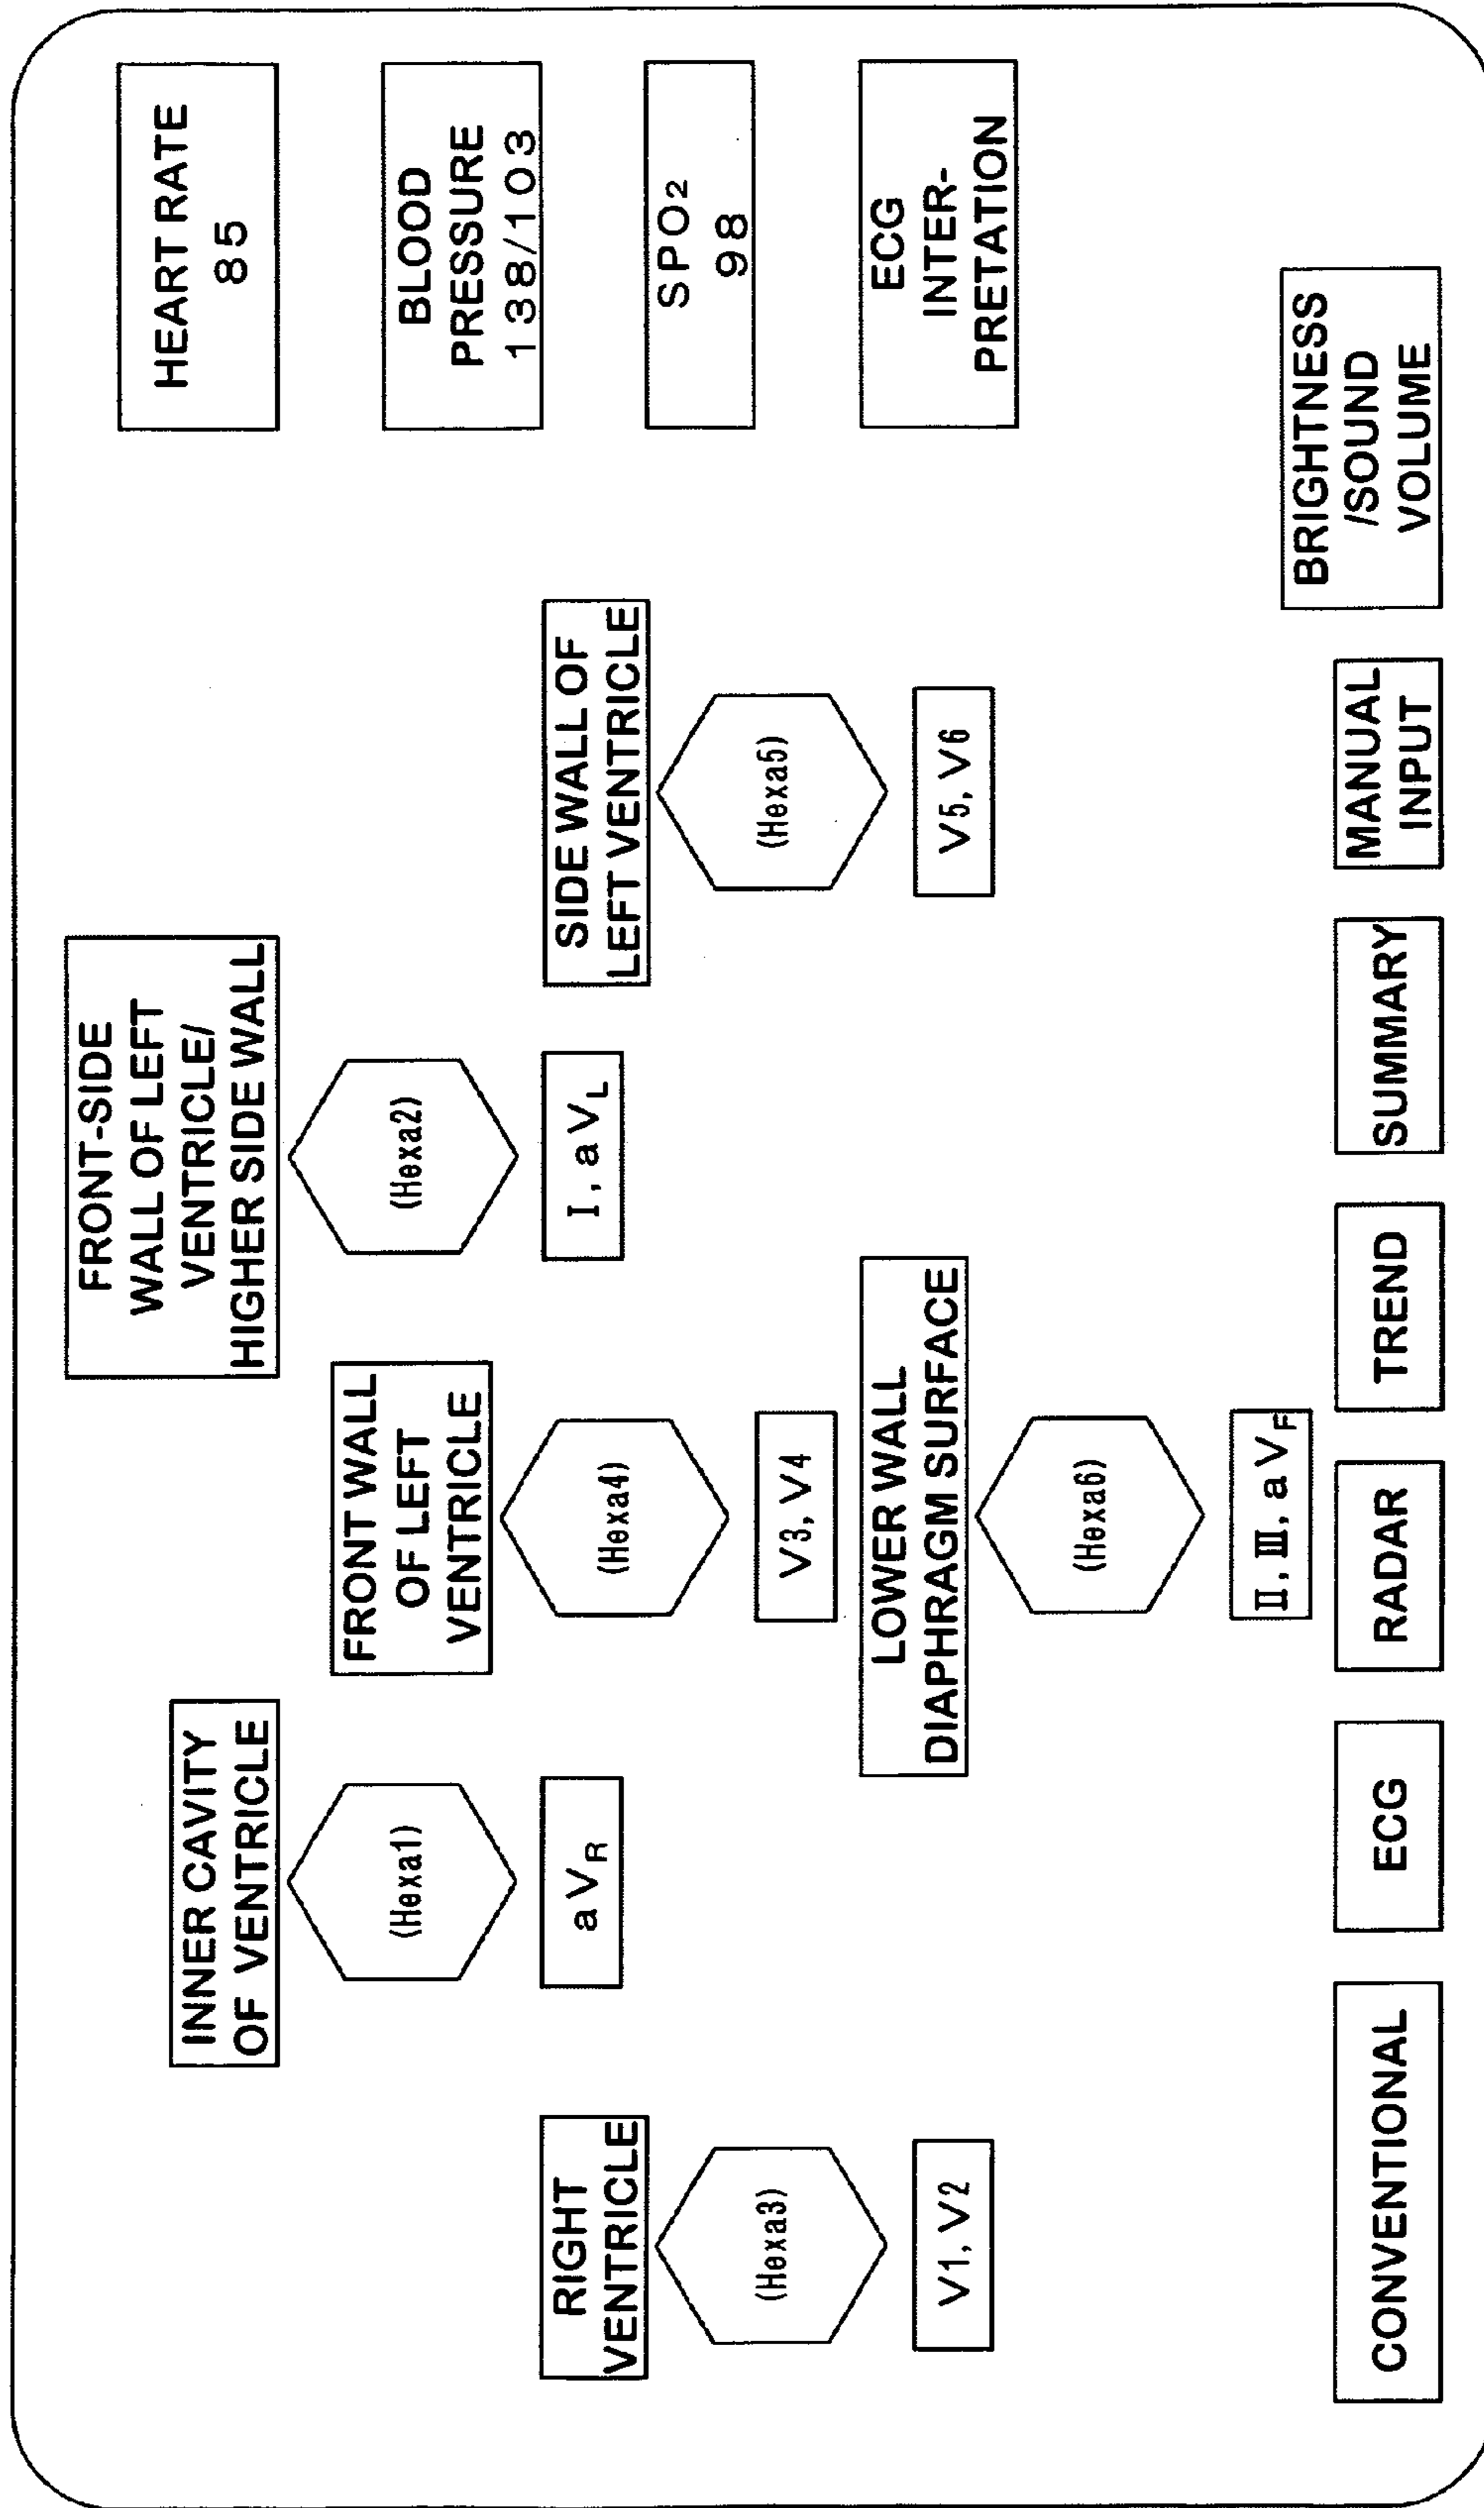 FRONT-SIDE
WALL OF LEFT
VENTRICLE/
HIGHER SIDE WALL
(Hexa2)
I, aVL
INNER CAVITY
OF VENTRICLE
(Hexa1)
aVR
FRONT WALL
OF LEFT
VENTRICLE
(Hexa4)
V3, V4
RIGHT
VENTRICLE
(Hexa3)
V1, V2
SIDE WALL OF
LEFT VENTRICLE
(Hexa5)
V5, V6
LOWER WALL
DIAPHRAGM SURFACE
(Hexa6)
II, III, aVF
HEART RATE
85
BLOOD
PRESSURE
138/103
SPO2
98
ECG
INTER-
PRETATION
CONVENTIONAL
ECG
RADAR
TREND
SUMMARY
MANUAL
INPUT
BRIGHTNESS
/SOUND
VOLUME